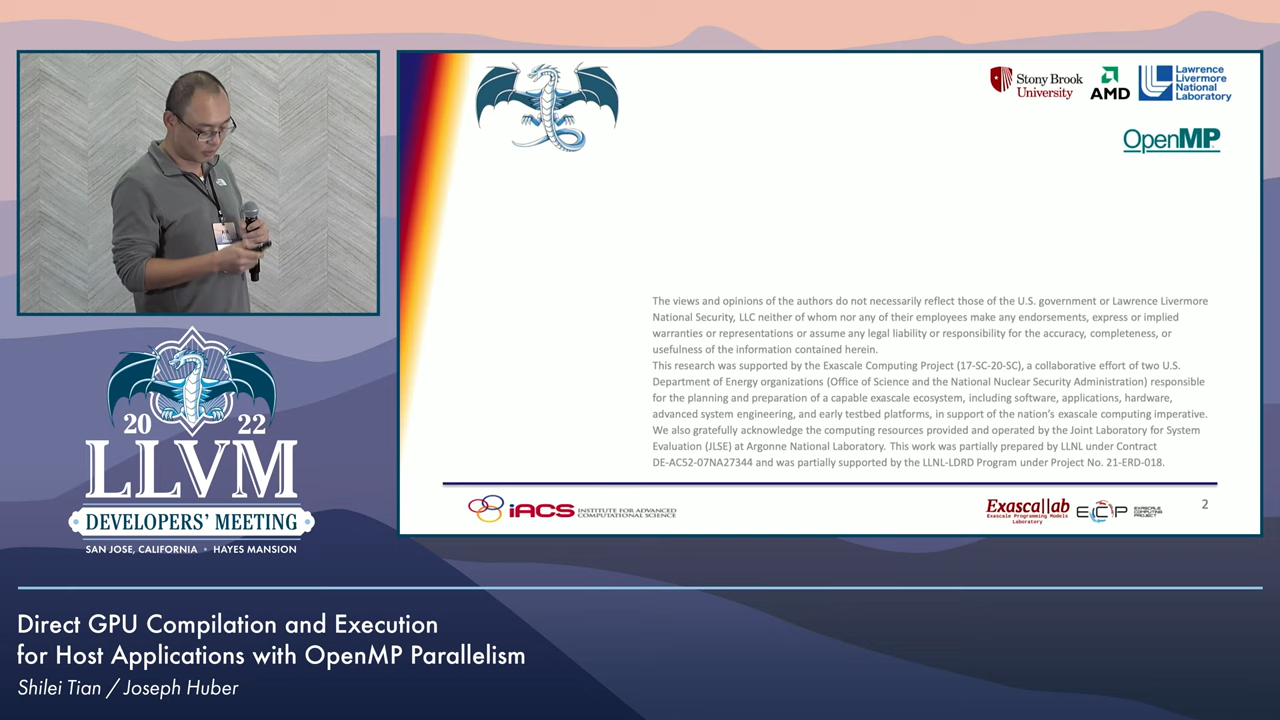 Stony Brook
University
AMD
Lawrence
Livermore
National
Laboratory
OpenMP
The views and opinions of the authors do not necessarily reflect those of the U.S. government or Lawrence Livermore
National Security, LLC neither of whom nor any of their employees make any endorsements, express or implied
warranties or representations or assume any legal liability or responsibility for the accuracy, completeness, or
usefulness of the information contained herein.
This research was supported by the Exascale Computing Project (17-SC-20-SC), a collaborative effort of two U.S.
Department of Energy organizations (Office of Science and the National Nuclear Security Administration) responsible
for the planning and preparation of a capable exascale ecosystem, including software, applications, hardware,
advanced system engineering, and early testbed platforms, in support of the nation's exascale computing imperative.
We also gratefully acknowledge the computing resources provided and operated by the Joint Laboratory for System
Evaluation (JLSE) at Argonne National Laboratory. This work was partially prepared by LLNL under Contract
DE-AC52-07NA27344 and was partially supported by the LLNL-LDRD Program under Project No. 21-ERD-018.
iACS INSTITUTE FOR ADVANCED
COMPUTATIONAL SCIENCE
Exascallab
Exascale Programming Models
Laboratory
ECP
EXASCALE
COMPUTING
PROJECT
2
20 22
LLVM
DEVELOPERS' MEETING
SAN JOSE, CALIFORNIA • HAYES MANSION
Direct GPU Compilation and Execution
for Host Applications with OpenMP Parallelism
Shilei Tian / Joseph Huber